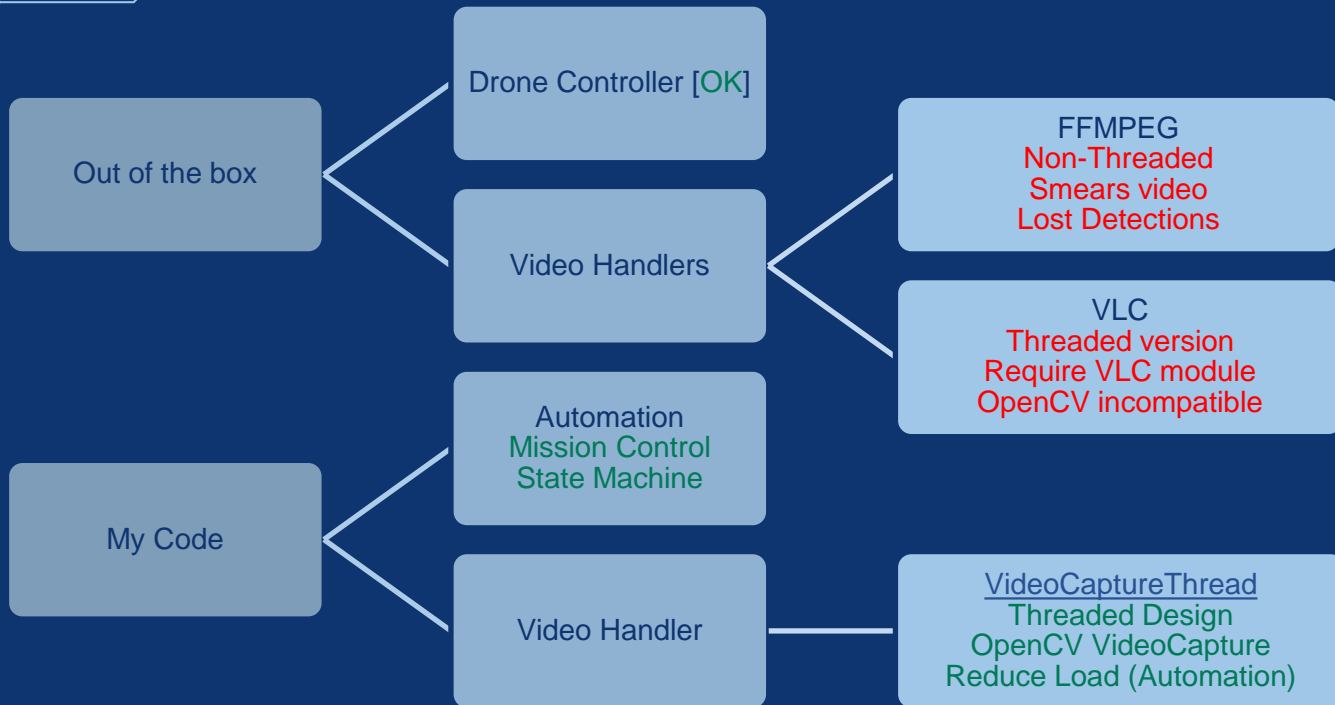 Out of the box
Drone Controller [OK]
Video Handlers
FFMPEG
Non-Threaded
Smears video
Lost Detections
VLC
Threaded version
Require VLC module
OpenCV incompatible
My Code
Automation
Mission Control
State Machine
Video Handler
VideoCaptureThread
Threaded Design
OpenCV VideoCapture
Reduce Load (Automation)